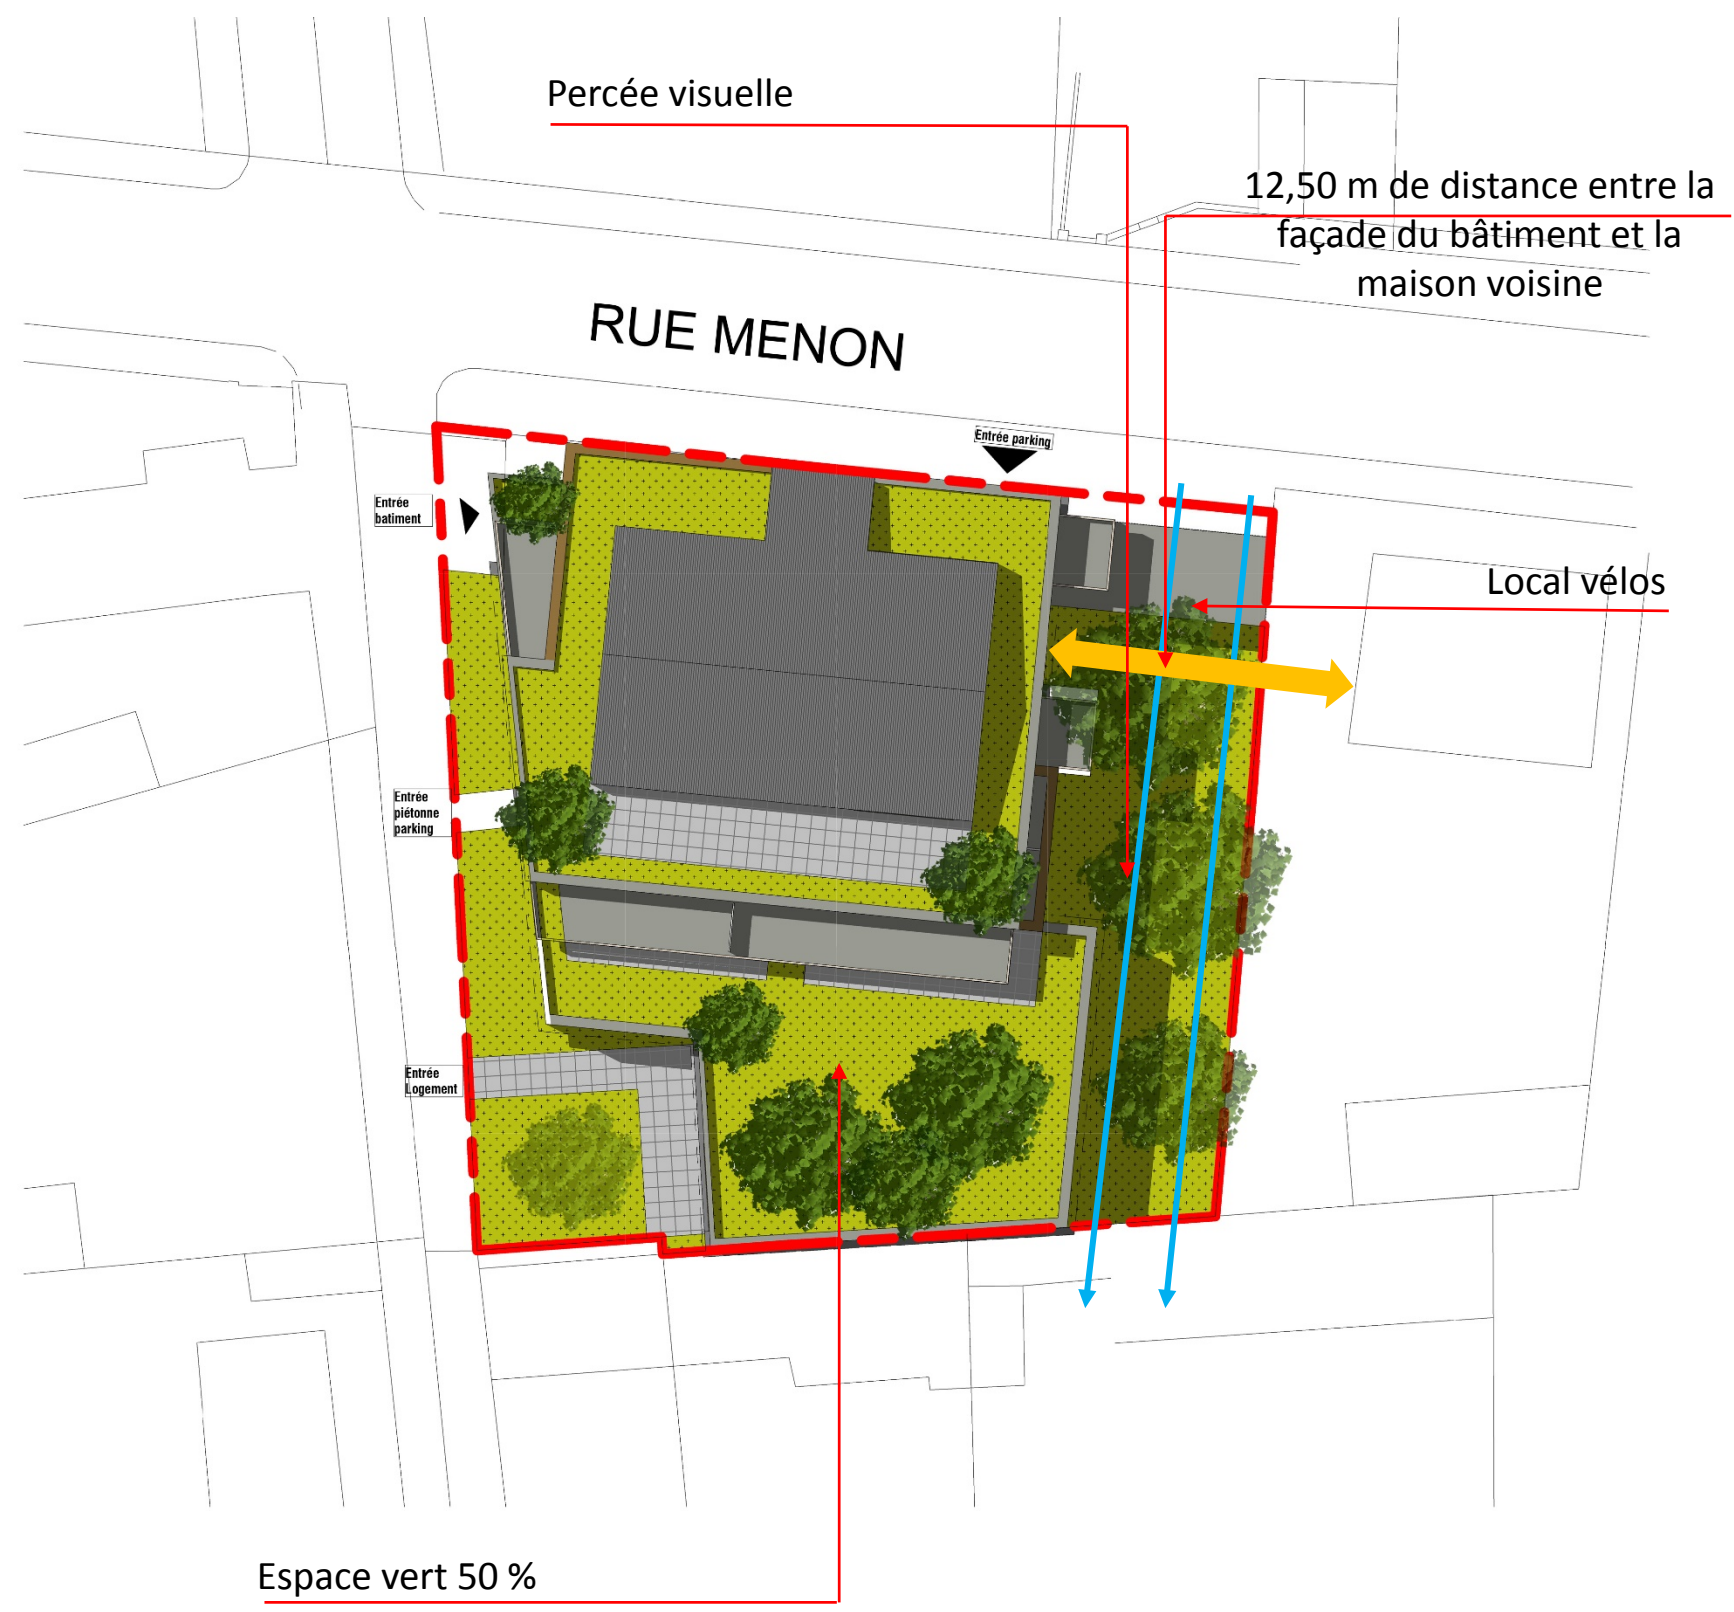 Percée visuelle
12,50 m de distance entre la
façade du bâtiment et la
maison voisine
RUE MENON
Entrée parking
Entrée
batiment
Local vélos
Entrée
piétonne
parking
Entrée
Logement
Espace vert 50 %